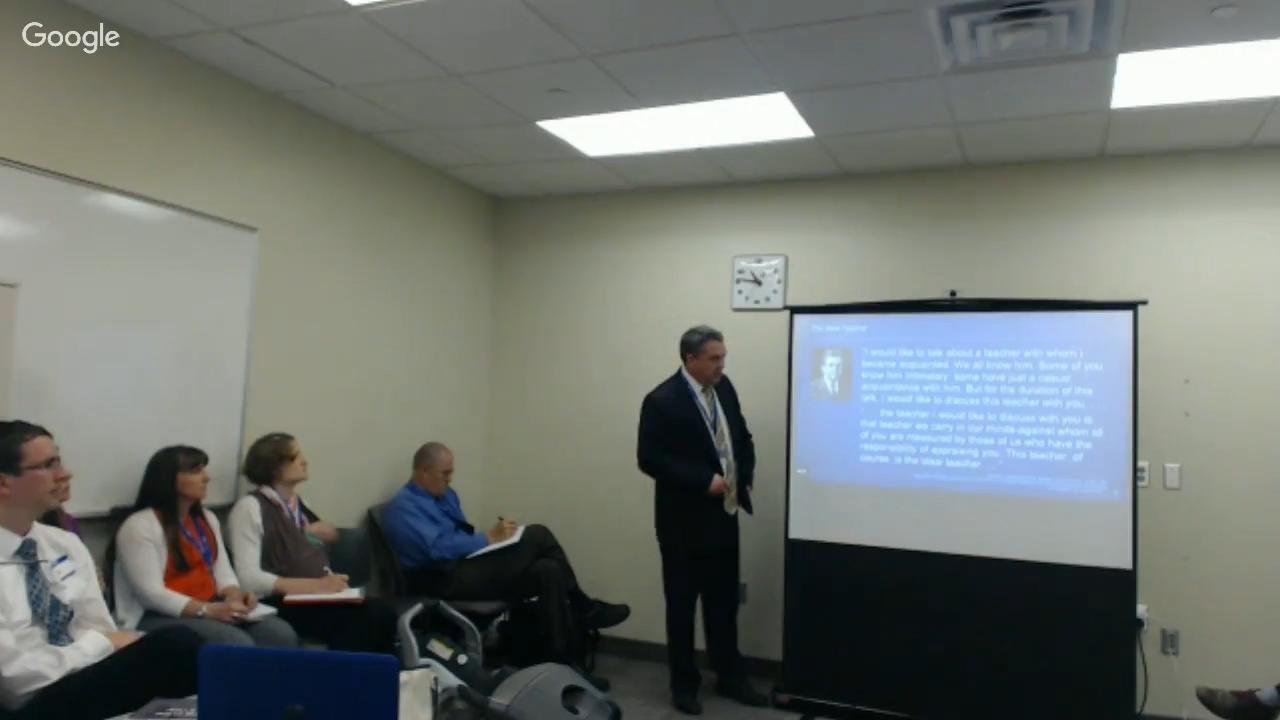 Google
The Ideal Teacher
"I would like to talk about a teacher with whom I
became acquainted. We all know him. Some of you
know him intimately; some have just a casual
acquaintance with him. But for the duration of this
talk, I would like to discuss this teacher with you.
the teacher I would like to discuss with you is
that teacher we carry in our minds against whom all
of you are measured by those of us who have the
responsibility of appraising you. This teacher, of
course, is the ideal teacher.